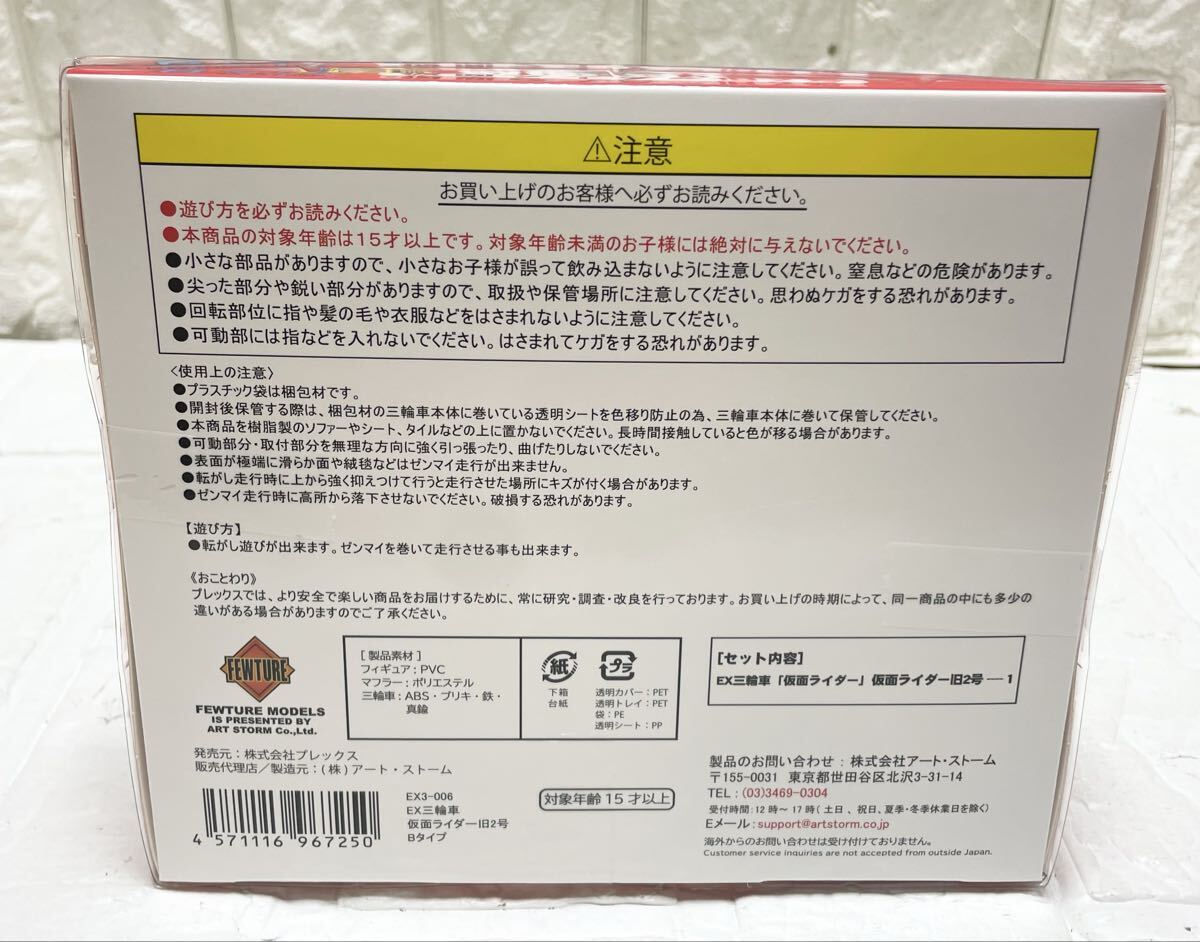 ⚠注意
お買い上げのお客様へ必ずお読みください。
●遊び方を必ずお読みください。
●本商品の対象年齢は15才以上です。対象年齢未満のお子様には絶対に与えないでください。
●小さな部品がありますので、小さなお子様が誤って飲み込まないように注意してください。窒息などの危険があります。
●尖った部分や鋭い部分がありますので、取扱や保管場所に注意してください。思わぬケガをする恐れがあります。
●回転部位に指や髪の毛や衣服などをはさまれないように注意してください。
●可動部には指などを入れないでください。はさまれてケガをする恐れがあります。
〈使用上の注意〉
●プラスチック袋は梱包材です。
●開封後保管する際は、梱包材の三輪車本体に巻いている透明シートを色移り防止の為、三輪車本体に巻いて保管してください。
●本商品を樹脂製のソファーやシート、タイルなどの上に置かないでください。長時間接触していると色が移る場合があります。
●可動部分・取付部分を無理な方向に強く引っ張ったり、曲げたりしないでください。
●表面が極端に滑らか面や絨毯などはゼンマイ走行が出来ません。
●転がし走行時に上から強く抑えつけて行うと走行させた場所にキズが付く場合があります。
●ゼンマイ走行時に高所から落下させないでください。破損する恐れがあります。
【遊び方】
●転がし遊びが出来ます。ゼンマイを巻いて走行させる事も出来ます。
《おことわり》
プレックスでは、より安全で楽しい商品をお届けするために、常に研究・調査・改良を行っております。お買い上げの時期によって、同一商品の中にも多少の
違いがある場合がありますのでご了承ください。
FEWTURE
FEWTURE MODELS
IS PRESENTED BY
ART STORM Co.,Ltd.
[製品素材]
フィギュア:PVC
マフラー:ポリエステル
三輪車:ABS・ブリキ・鉄・
真鍮
紙
下箱
台紙
プラ
透明カバー:PET
透明トレイ:PET
袋:PE
透明シート:PP
[セット内容]
EX三輪車「仮面ライダー」仮面ライダー旧2号 ―1
発売元:株式会社プレックス
販売代理店/製造元:(株)アート・ストーム
4 571116 967250
EX3-006
EX三輪車
仮面ライダー旧2号
Bタイプ
対象年齢15才以上
製品のお問い合わせ:株式会社アート・ストーム
〒155-0031 東京都世田谷区北沢3-31-14
TEL:(03)3469-0304
受付時間:12時~17時(土日、祝日、夏季・冬季休業日を除く)
Eメール:support@artstorm.co.jp
海外からのお問い合わせは受け付けておりません。
Customer service inquiries are not accepted from outside Japan.